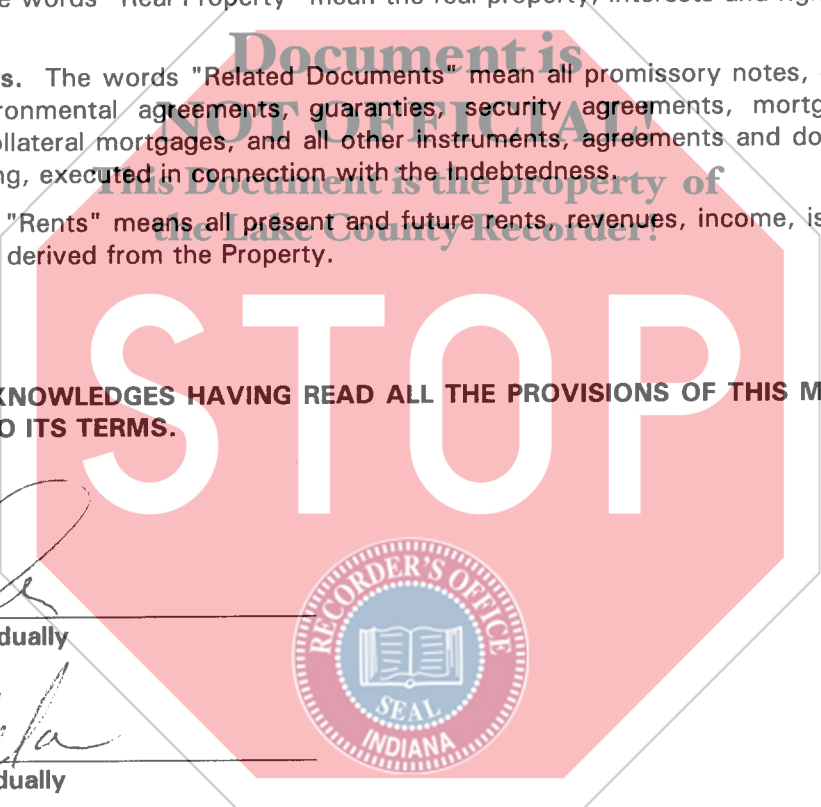 words "Real Property" mean the real property, interests and
Document is
s. The words "Related Documents" mean all promissory notes,
ronmental agreements, guaranties, security agreements, mortg
NOT OFFICIAL!
ollateral mortgages, and all other instruments, agreements and do
ng, executed in connection with the Indebtedness.
This Document is the property of
"Rents" means all present and future rents, revenues, income, is
the Lake County Recorder!
derived from the Property.
STOP
KNOWLEDGES HAVING READ ALL THE PROVISIONS OF THIS M
O ITS TERMS.
RECORDER'S OFFICE
dually
SEAL
INDIANA
dually